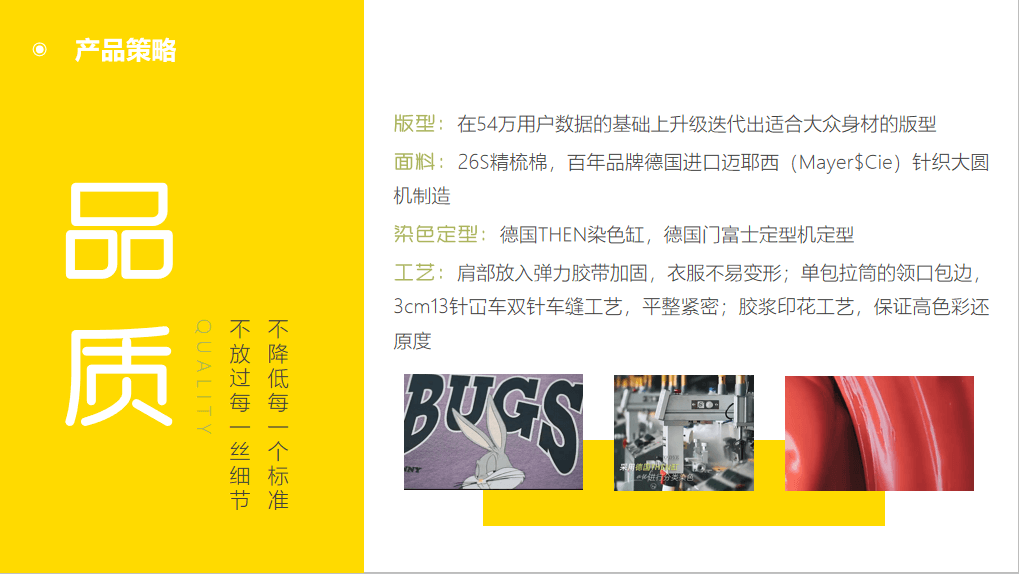 产品策略
品质
QUALITY
不放过每一丝细节
不降低每一个标准
版型：在54万用户数据的基础上升级迭代出适合大众身材的版型
面料：26S精梳棉，百年品牌德国进口迈耶西（Mayer$Cie）针织大圆
机制造
染色定型：德国THEN染色缸，德国门富士定型机定型
工艺：肩部放入弹力胶带加固，衣服不易变形；单包拉筒的领口包边，
3cm13针冚车双针车缝工艺，平整紧密；胶浆印花工艺，保证高色彩还
原度
BUGS
NNY
采用德国THEN
进行分类染色